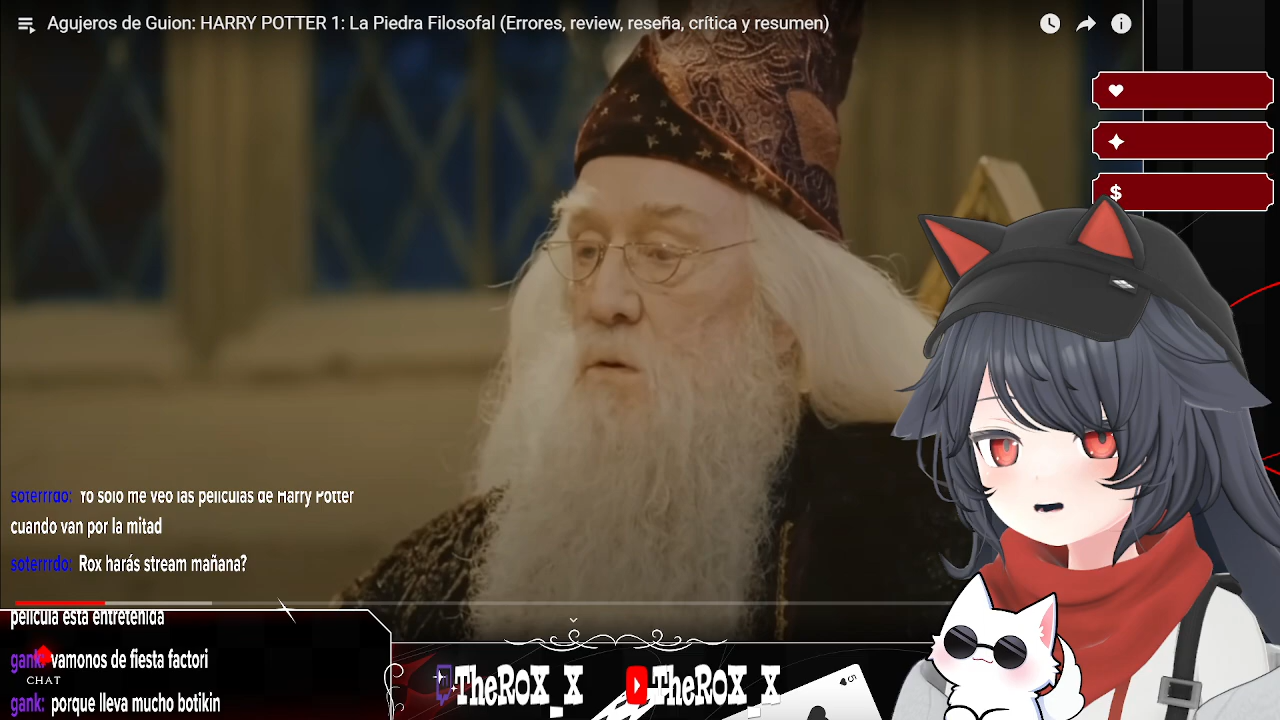 Agujeros de Guion: HARRY POTTER 1: La Piedra Filosofal (Errores, review, reseña, crítica y resumen)
$
soterrrdo: Yo solo me veo las películas de Harry Potter
cuando van por la mitad
soterrrdo: Rox harás stream mañana?
película esta entretenida
gank: vamonos de fiesta factori
CHAT
gank: porque lleva mucho botikin
TheROX_X
TheROX_X
5